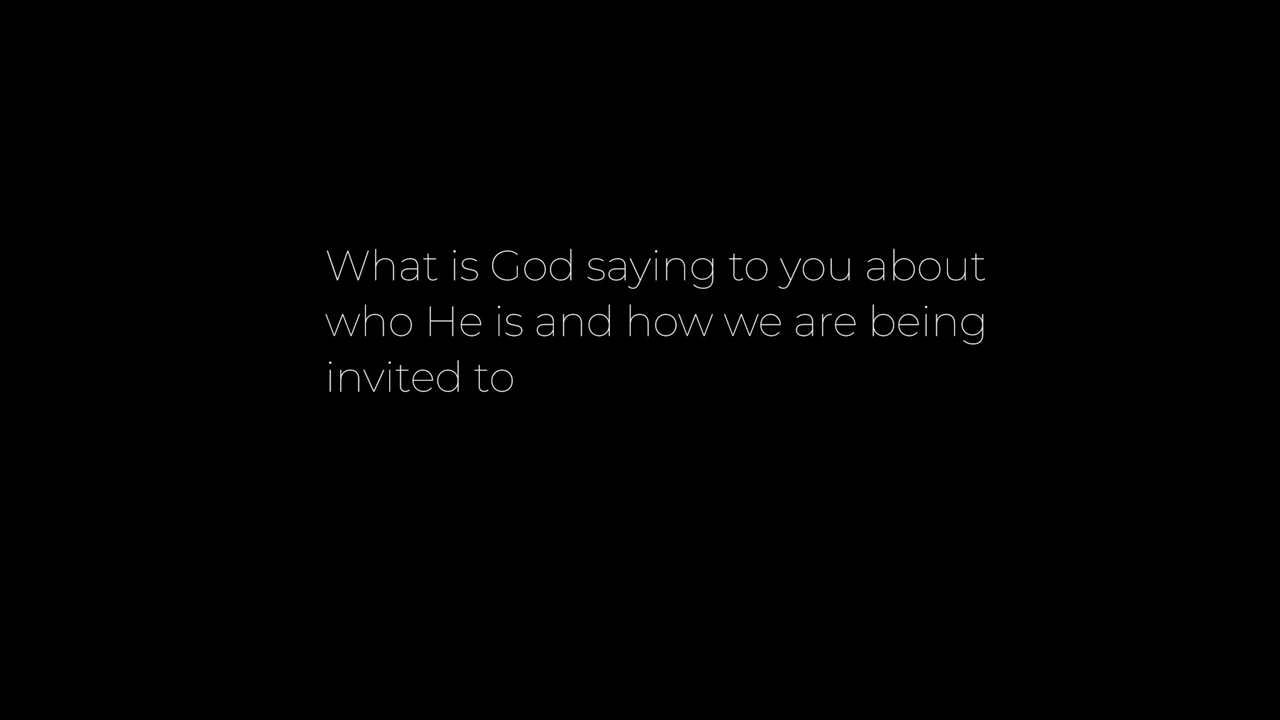 What is God saying to you about
who He is and how we are being
invited to